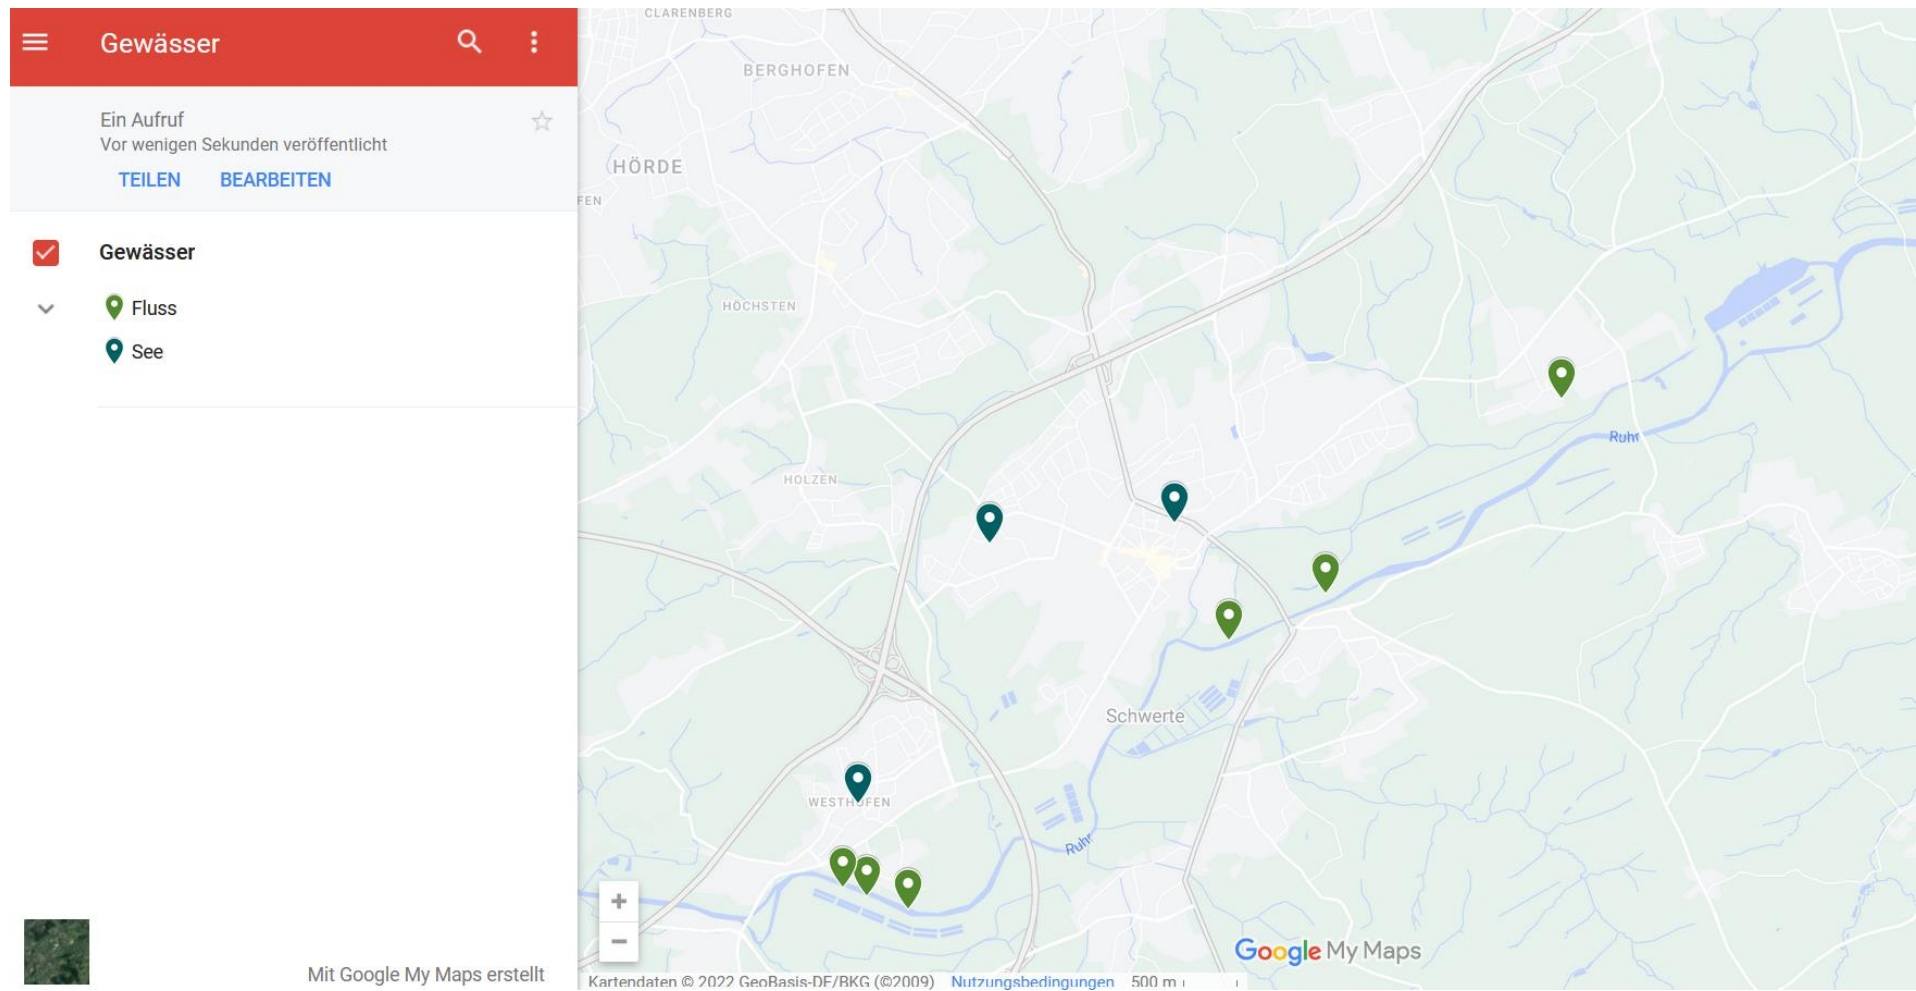 Gewässer
Ein Aufruf
Vor wenigen Sekunden veröffentlicht
TEILEN BEARBEITEN
Gewässer
Fluss
See
Mit Google My Maps erstellt
CLARENBERG
BERGHOFEN
HÖRDE
FEN
HÖCHSTEN
Ruhr
HOLZEN
Schwerte
WESTHOFEN
Ruhr
Google My Maps
Kartendaten © 2022 GeoBasis-DE/BKG (©2009) Nutzungsbedingungen 500 m